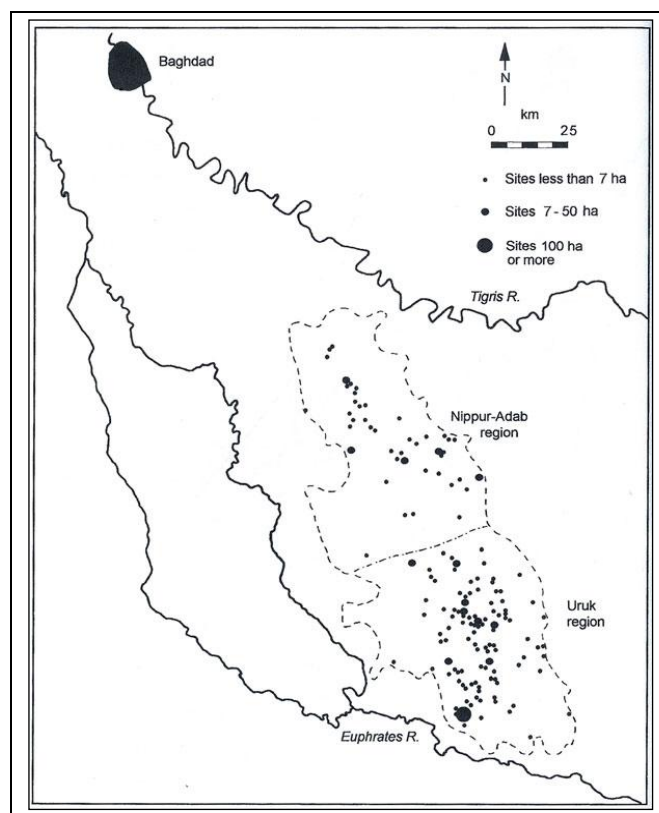 Baghdad
N
km
0 25
Sites less than 7 ha
Sites 7 - 50 ha
Sites 100 ha
or more
Tigris R.
Nippur-Adab
region
Uruk
region
Euphrates R.